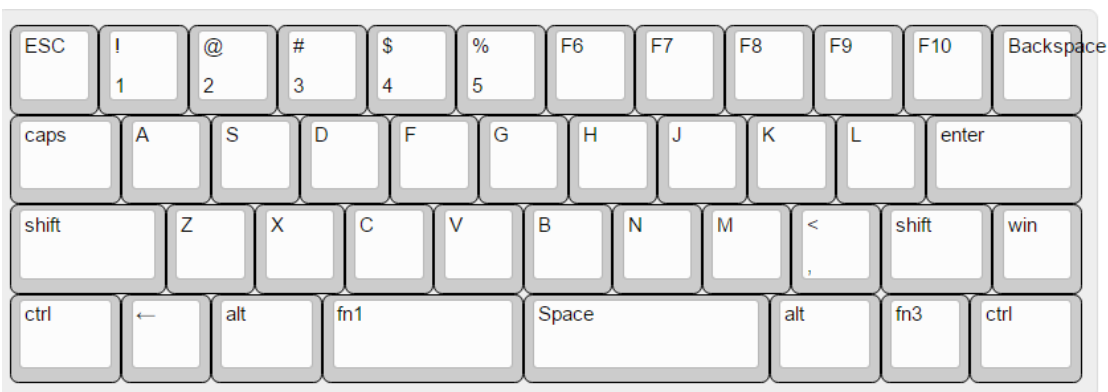 ESC ! @ # $ % F6 F7 F8 F9 F10 Backspace
1 2 3 4 5
caps A S D F G H J K L enter
shift Z X C V B N M < shift win
,
ctrl ← alt fn1 Space alt fn3 ctrl